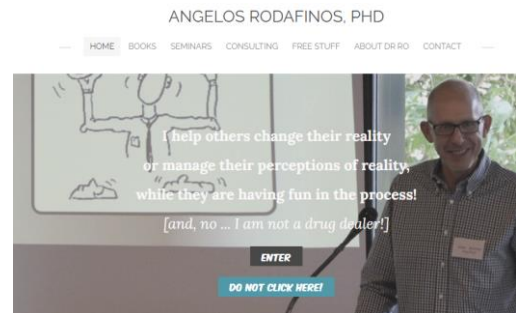 ANGELOS RODAFINOS, PHD
HOME BOOKS SEMINARS CONSULTING FREE STUFF ABOUT DR RO CONTACT
I help others change their reality
or manage their perceptions of reality,
while they are having fun in the process!
[and, no ... I am not a drug dealer!]
ENTER
DO NOT CLICK HERE!